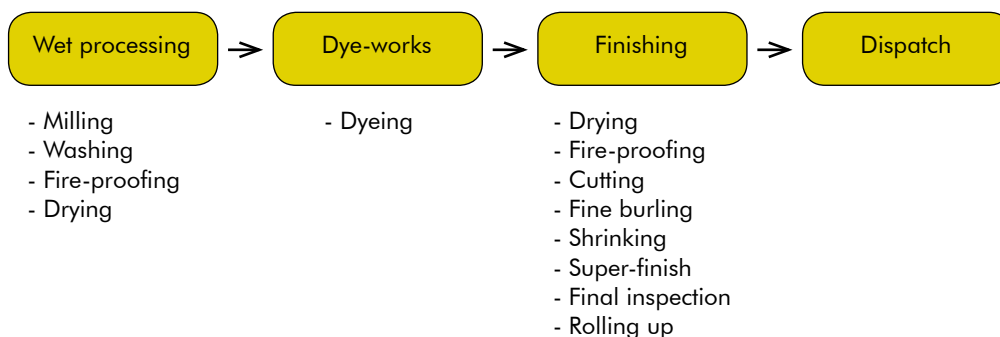 Wet processing
Dye-works
Finishing
Dispatch
- Milling
- Washing
- Fire-proofing
- Drying
- Dyeing
- Drying
- Fire-proofing
- Cutting
- Fine burling
- Shrinking
- Super-finish
- Final inspection
- Rolling up